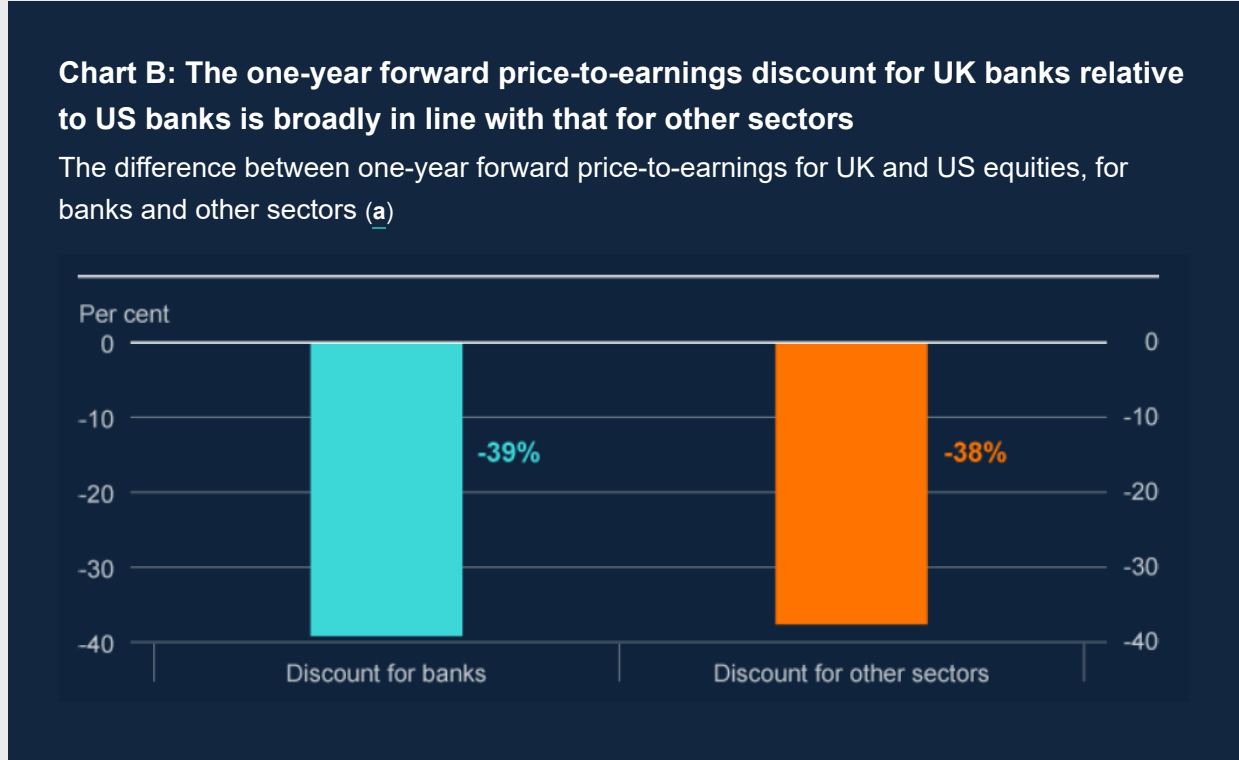 Chart B: The one-year forward price-to-earnings discount for UK banks relative
to US banks is broadly in line with that for other sectors
The difference between one-year forward price-to-earnings for UK and US equities, for
banks and other sectors (a)
Per cent
0 0
-10 -10
-39% -38%
-20 -20
-30 -30
-40 -40
Discount for banks Discount for other sectors